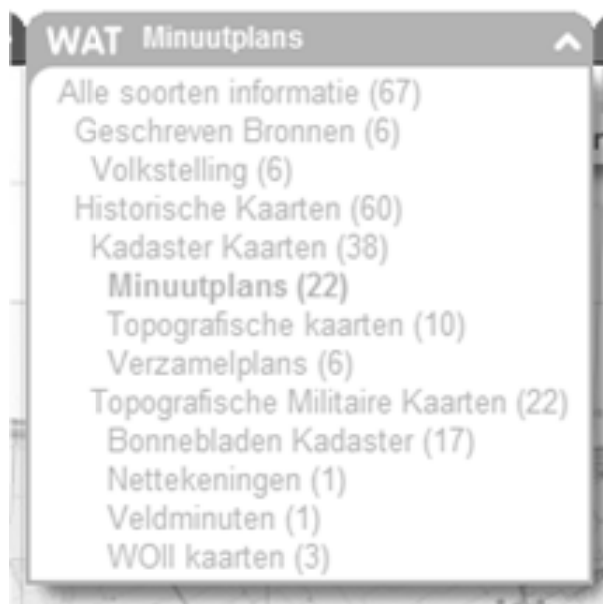 WAT Minuutplans
Alle soorten informatie (67)
Geschreven Bronnen (6)
Volkstelling (6)
Historische Kaarten (60)
Kadaster Kaarten (38)
Minuutplans (22)
Topografische kaarten (10)
Verzamelplans (6)
Topografische Militaire Kaarten (22)
Bonnebladen Kadaster (17)
Nettekeningen (1)
Veldminuten (1)
WOII kaarten (3)